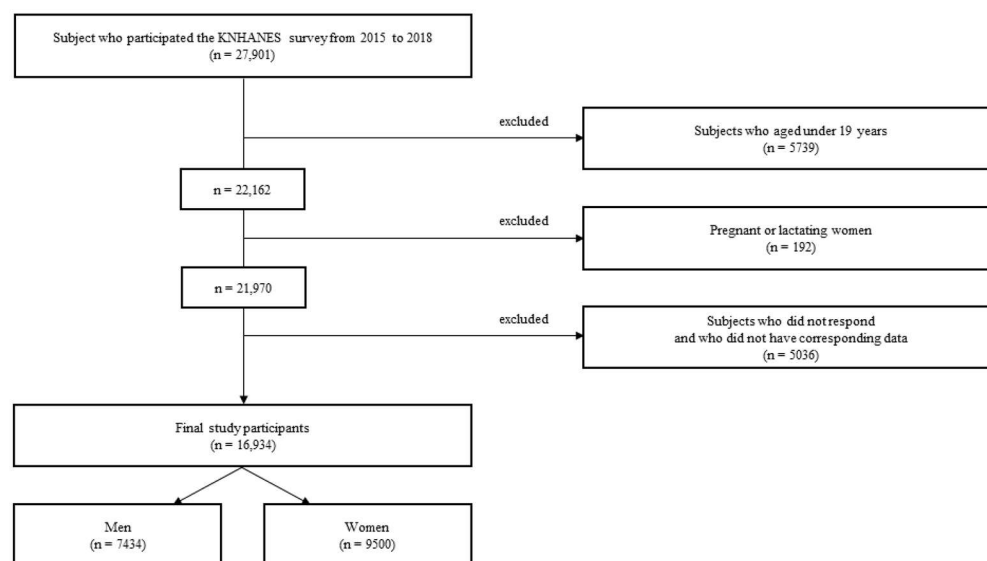 Subject who participated the KNHANES survey from 2015 to 2018
(n = 27,901)
excluded
Subjects who aged under 19 years
(n = 5739)
n = 22,162
excluded
Pregnant or lactating women
(n = 192)
n = 21,970
excluded
Subjects who did not respond
and who did not have corresponding data
(n = 5036)
Final study participants
(n = 16,934)
Men
(n = 7434)
Women
(n = 9500)